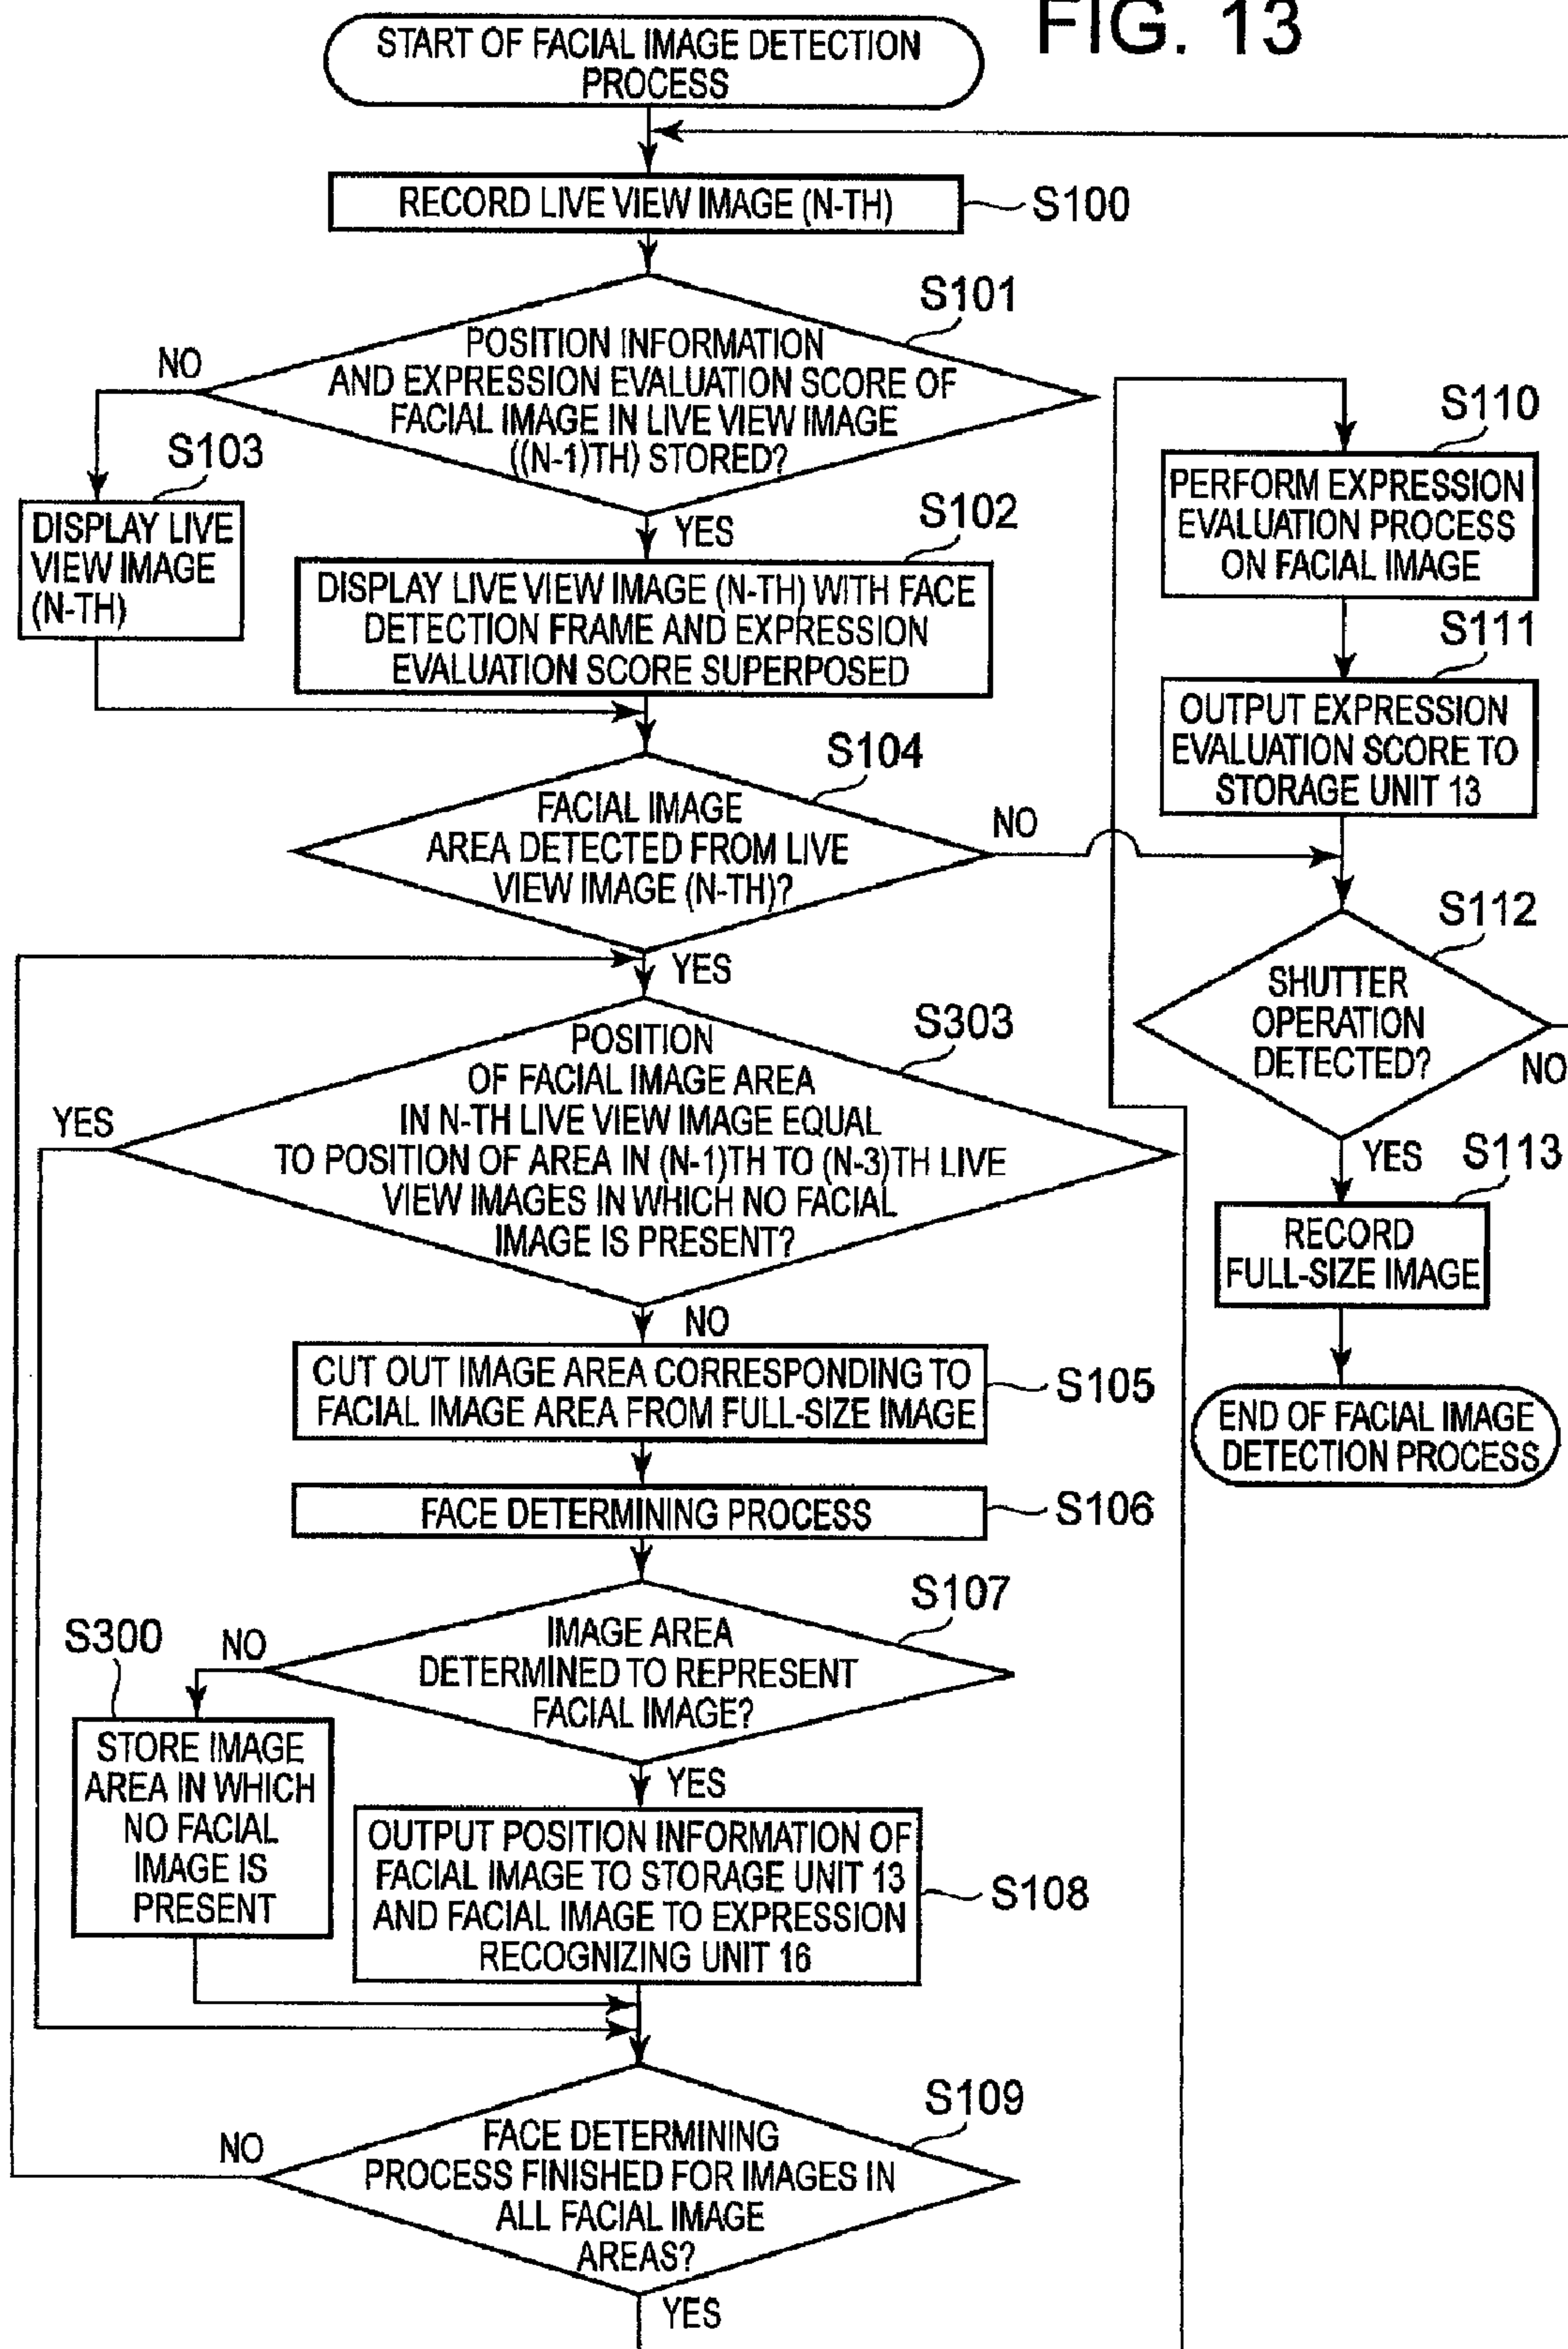 FIG. 13
START OF FACIAL IMAGE DETECTION
PROCESS
RECORD LIVE VIEW IMAGE (N-TH)
S100
S101
POSITION INFORMATION
AND EXPRESSION EVALUATION SCORE OF
FACIAL IMAGE IN LIVE VIEW IMAGE
((N-1)TH) STORED?
NO
YES
S103
DISPLAY LIVE
VIEW IMAGE
(N-TH)
S102
DISPLAY LIVE VIEW IMAGE (N-TH) WITH FACE
DETECTION FRAME AND EXPRESSION
EVALUATION SCORE SUPERPOSED
S104
FACIAL IMAGE
AREA DETECTED FROM LIVE
VIEW IMAGE (N-TH)?
NO
YES
S303
POSITION
OF FACIAL IMAGE AREA
IN N-TH LIVE VIEW IMAGE EQUAL
TO POSITION OF AREA IN (N-1)TH TO (N-3)TH LIVE
VIEW IMAGES IN WHICH NO FACIAL
IMAGE IS PRESENT?
YES
NO
CUT OUT IMAGE AREA CORRESPONDING TO
FACIAL IMAGE AREA FROM FULL-SIZE IMAGE
S105
FACE DETERMINING PROCESS
S106
S107
IMAGE AREA
DETERMINED TO REPRESENT
FACIAL IMAGE?
NO
YES
S300
STORE IMAGE
AREA IN WHICH
NO FACIAL
IMAGE IS
PRESENT
OUTPUT POSITION INFORMATION OF
FACIAL IMAGE TO STORAGE UNIT 13
AND FACIAL IMAGE TO EXPRESSION
RECOGNIZING UNIT 16
S108
S109
FACE DETERMINING
PROCESS FINISHED FOR IMAGES IN
ALL FACIAL IMAGE
AREAS?
NO
YES
S110
PERFORM EXPRESSION
EVALUATION PROCESS
ON FACIAL IMAGE
S111
OUTPUT EXPRESSION
EVALUATION SCORE TO
STORAGE UNIT 13
S112
SHUTTER
OPERATION
DETECTED?
NO
YES
S113
RECORD
FULL-SIZE IMAGE
END OF FACIAL IMAGE
DETECTION PROCESS